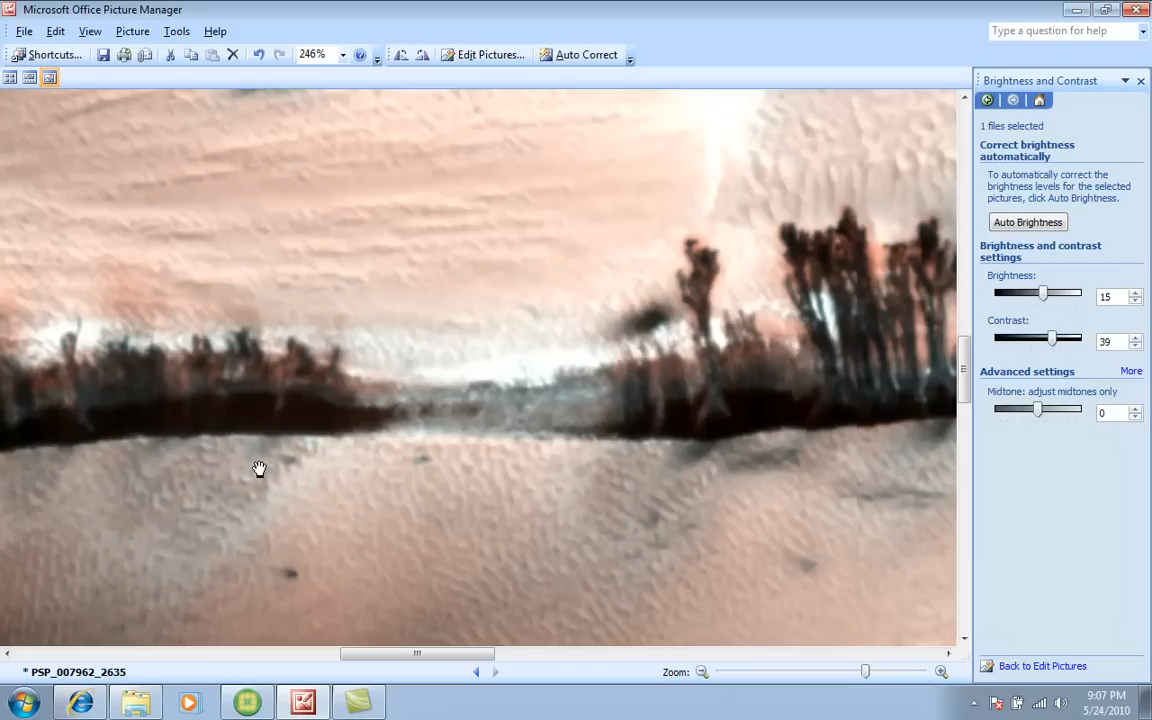 Microsoft Office Picture Manager
File Edit View Picture Tools Help
Type a question for help
Shortcuts...
246%
Edit Pictures...
Auto Correct
Brightness and Contrast
1 files selected
Correct brightness
automatically
To automatically correct the
brightness levels for the selected
pictures, click Auto Brightness.
Auto Brightness
Brightness and contrast
settings
Brightness:
15
Contrast:
39
Advanced settings
More
Midtone: adjust midtones only
0
Back to Edit Pictures
* PSP_007962_2635
Zoom:
9:07 PM
5/24/2010